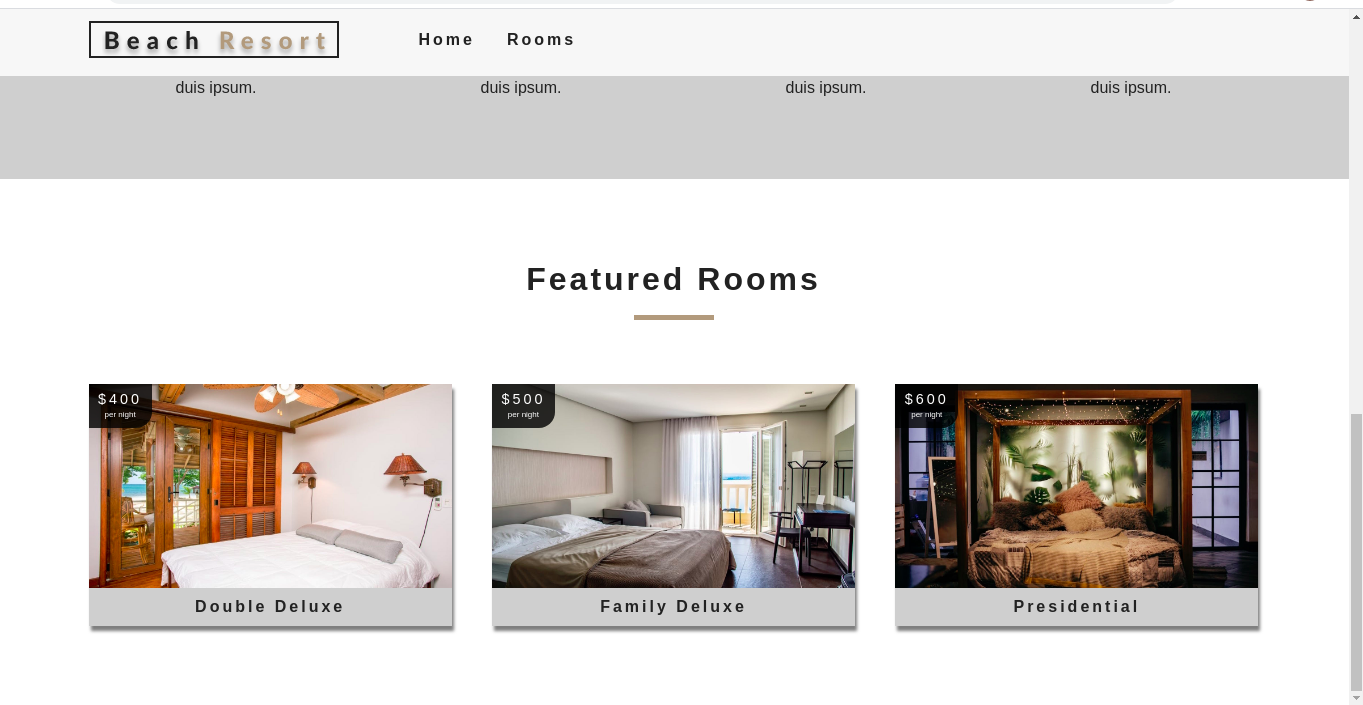 Beach Resort
Home Rooms
duis ipsum. duis ipsum. duis ipsum. duis ipsum.
Featured Rooms
$400
per night
Double Deluxe
$500
per night
Family Deluxe
$600
per night
Presidential